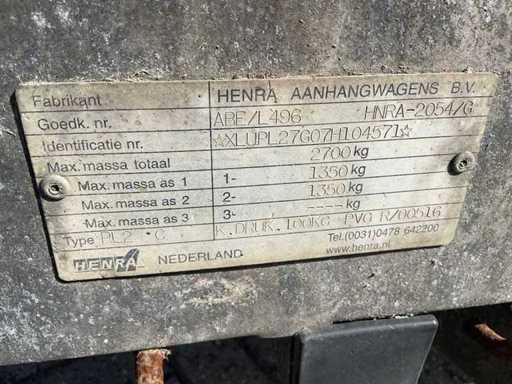 Fabrikant HENRA AANHANGWAGENS B.V.
Goedk. nr. ABE/L496 HNRA-2054/G
Identificatie nr. ☆XLUPL27G07H104571☆
Max. massa totaal 2700 kg
Max. massa as 1 1- 1350 kg
Max. massa as 2 2- 1350 kg
Max. massa as 3 3- ---- kg
Type PL2 C K.DRUK.100KG PVG R/00516
HENRA NEDERLAND Tel.(0031)0478 642200
www.henra.nl